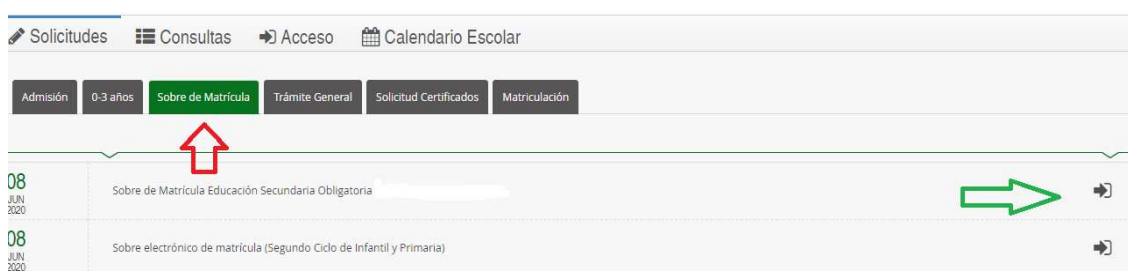 Solicitudes Consultas Acceso Calendario Escolar
Admisión 0-3 años Sobre de Matrícula Trámite General Solicitud Certificados Matriculación
08
JUN
2020
Sobre de Matrícula Educación Secundaria Obligatoria
08
JUN
2020
Sobre electrónico de matrícula (Segundo Ciclo de Infantil y Primaria)